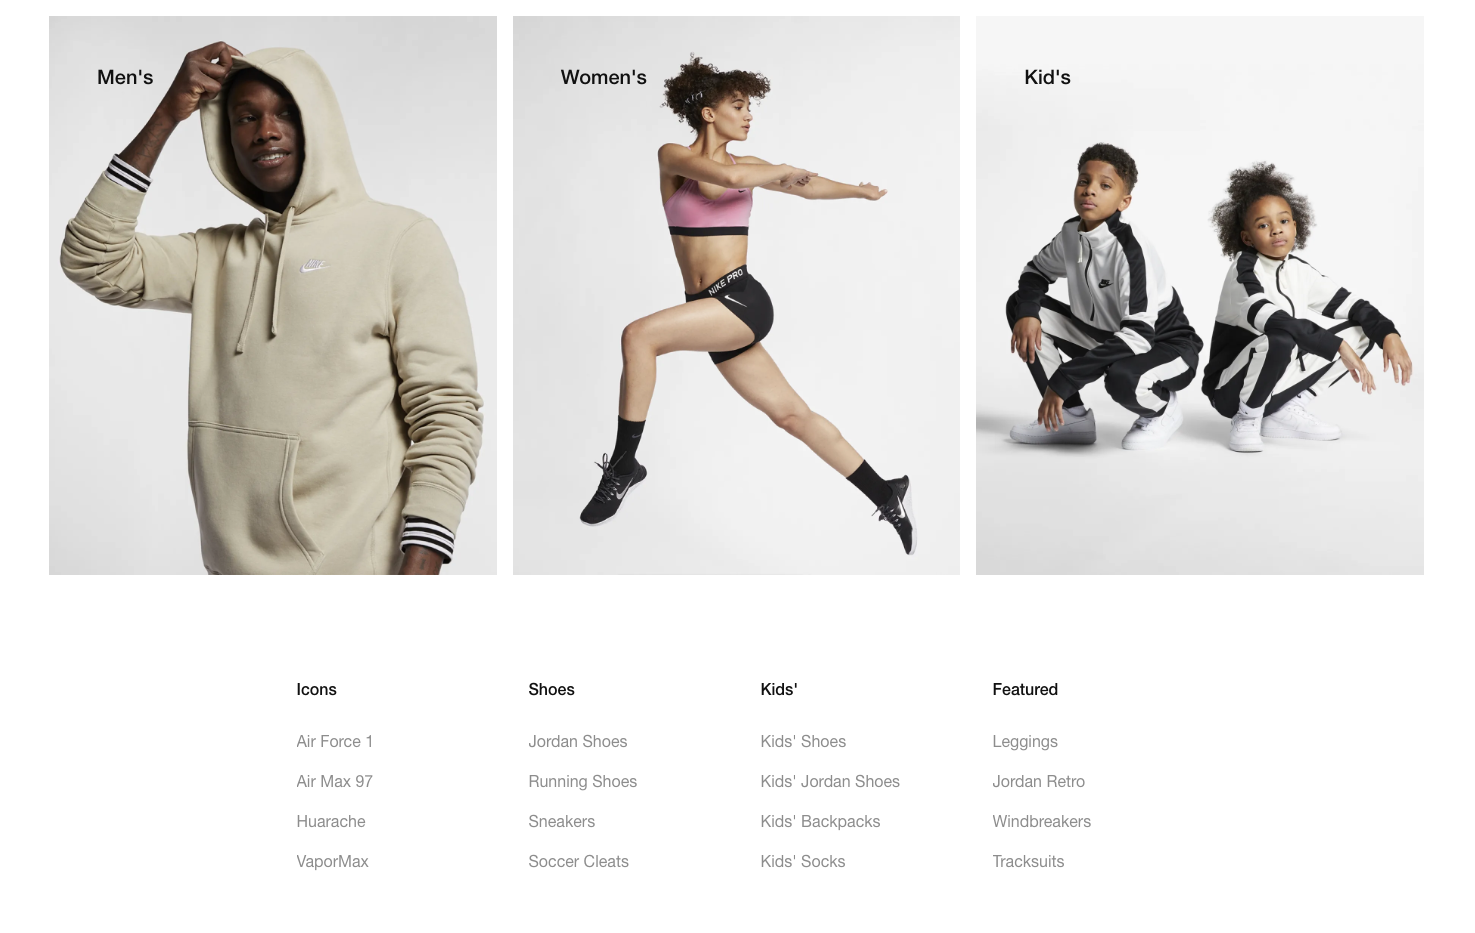 Men's
Women's
Kid's
NIKE PRO
Icons
Air Force 1
Air Max 97
Huarache
VaporMax
Shoes
Jordan Shoes
Running Shoes
Sneakers
Soccer Cleats
Kids'
Kids' Shoes
Kids' Jordan Shoes
Kids' Backpacks
Kids' Socks
Featured
Leggings
Jordan Retro
Windbreakers
Tracksuits